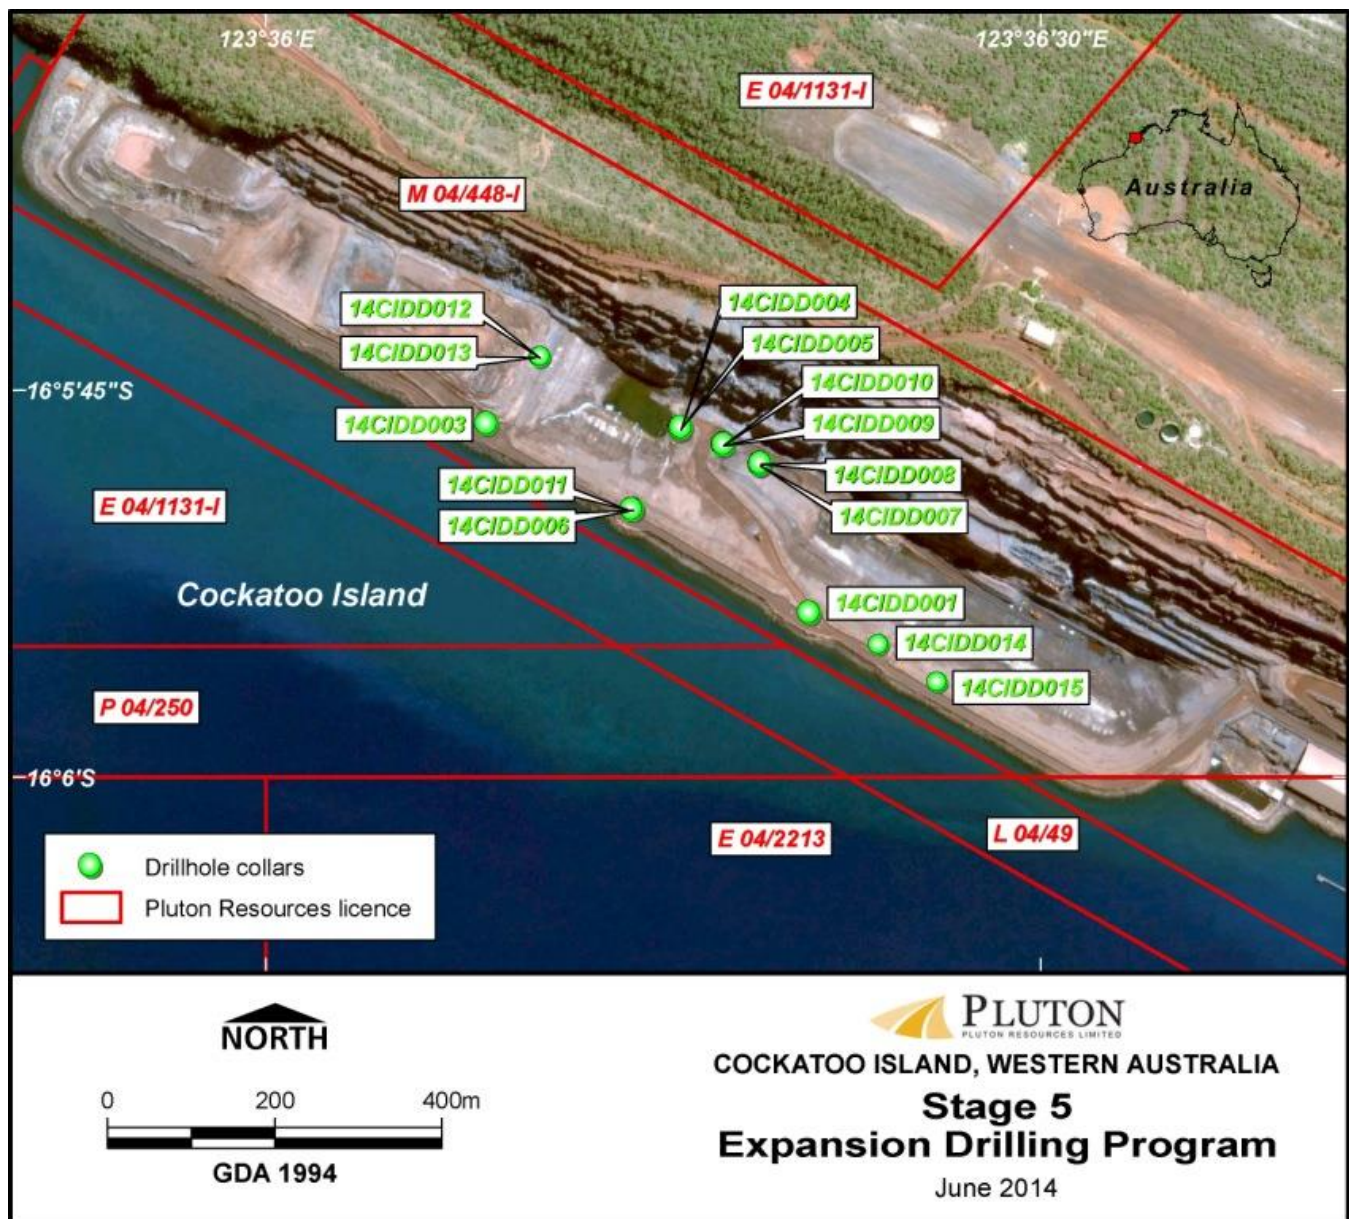 123°36'E
123°36'30"E
E 04/1131-I
M 04/448-I
Australia
14CIDD012
14CIDD004
14CIDD013
14CIDD005
14CIDD010
16°5'45"S
14CIDD003
14CIDD009
14CIDD011
14CIDD008
E 04/1131-I
14CIDD006
14CIDD007
Cockatoo Island
14CIDD001
14CIDD014
14CIDD015
P 04/250
16°6'S
E 04/2213
L 04/49
Drillhole collars
Pluton Resources licence
NORTH
0 200 400m
GDA 1994
PLUTON
PLUTON RESOURCES LIMITED
COCKATOO ISLAND, WESTERN AUSTRALIA
Stage 5
Expansion Drilling Program
June 2014